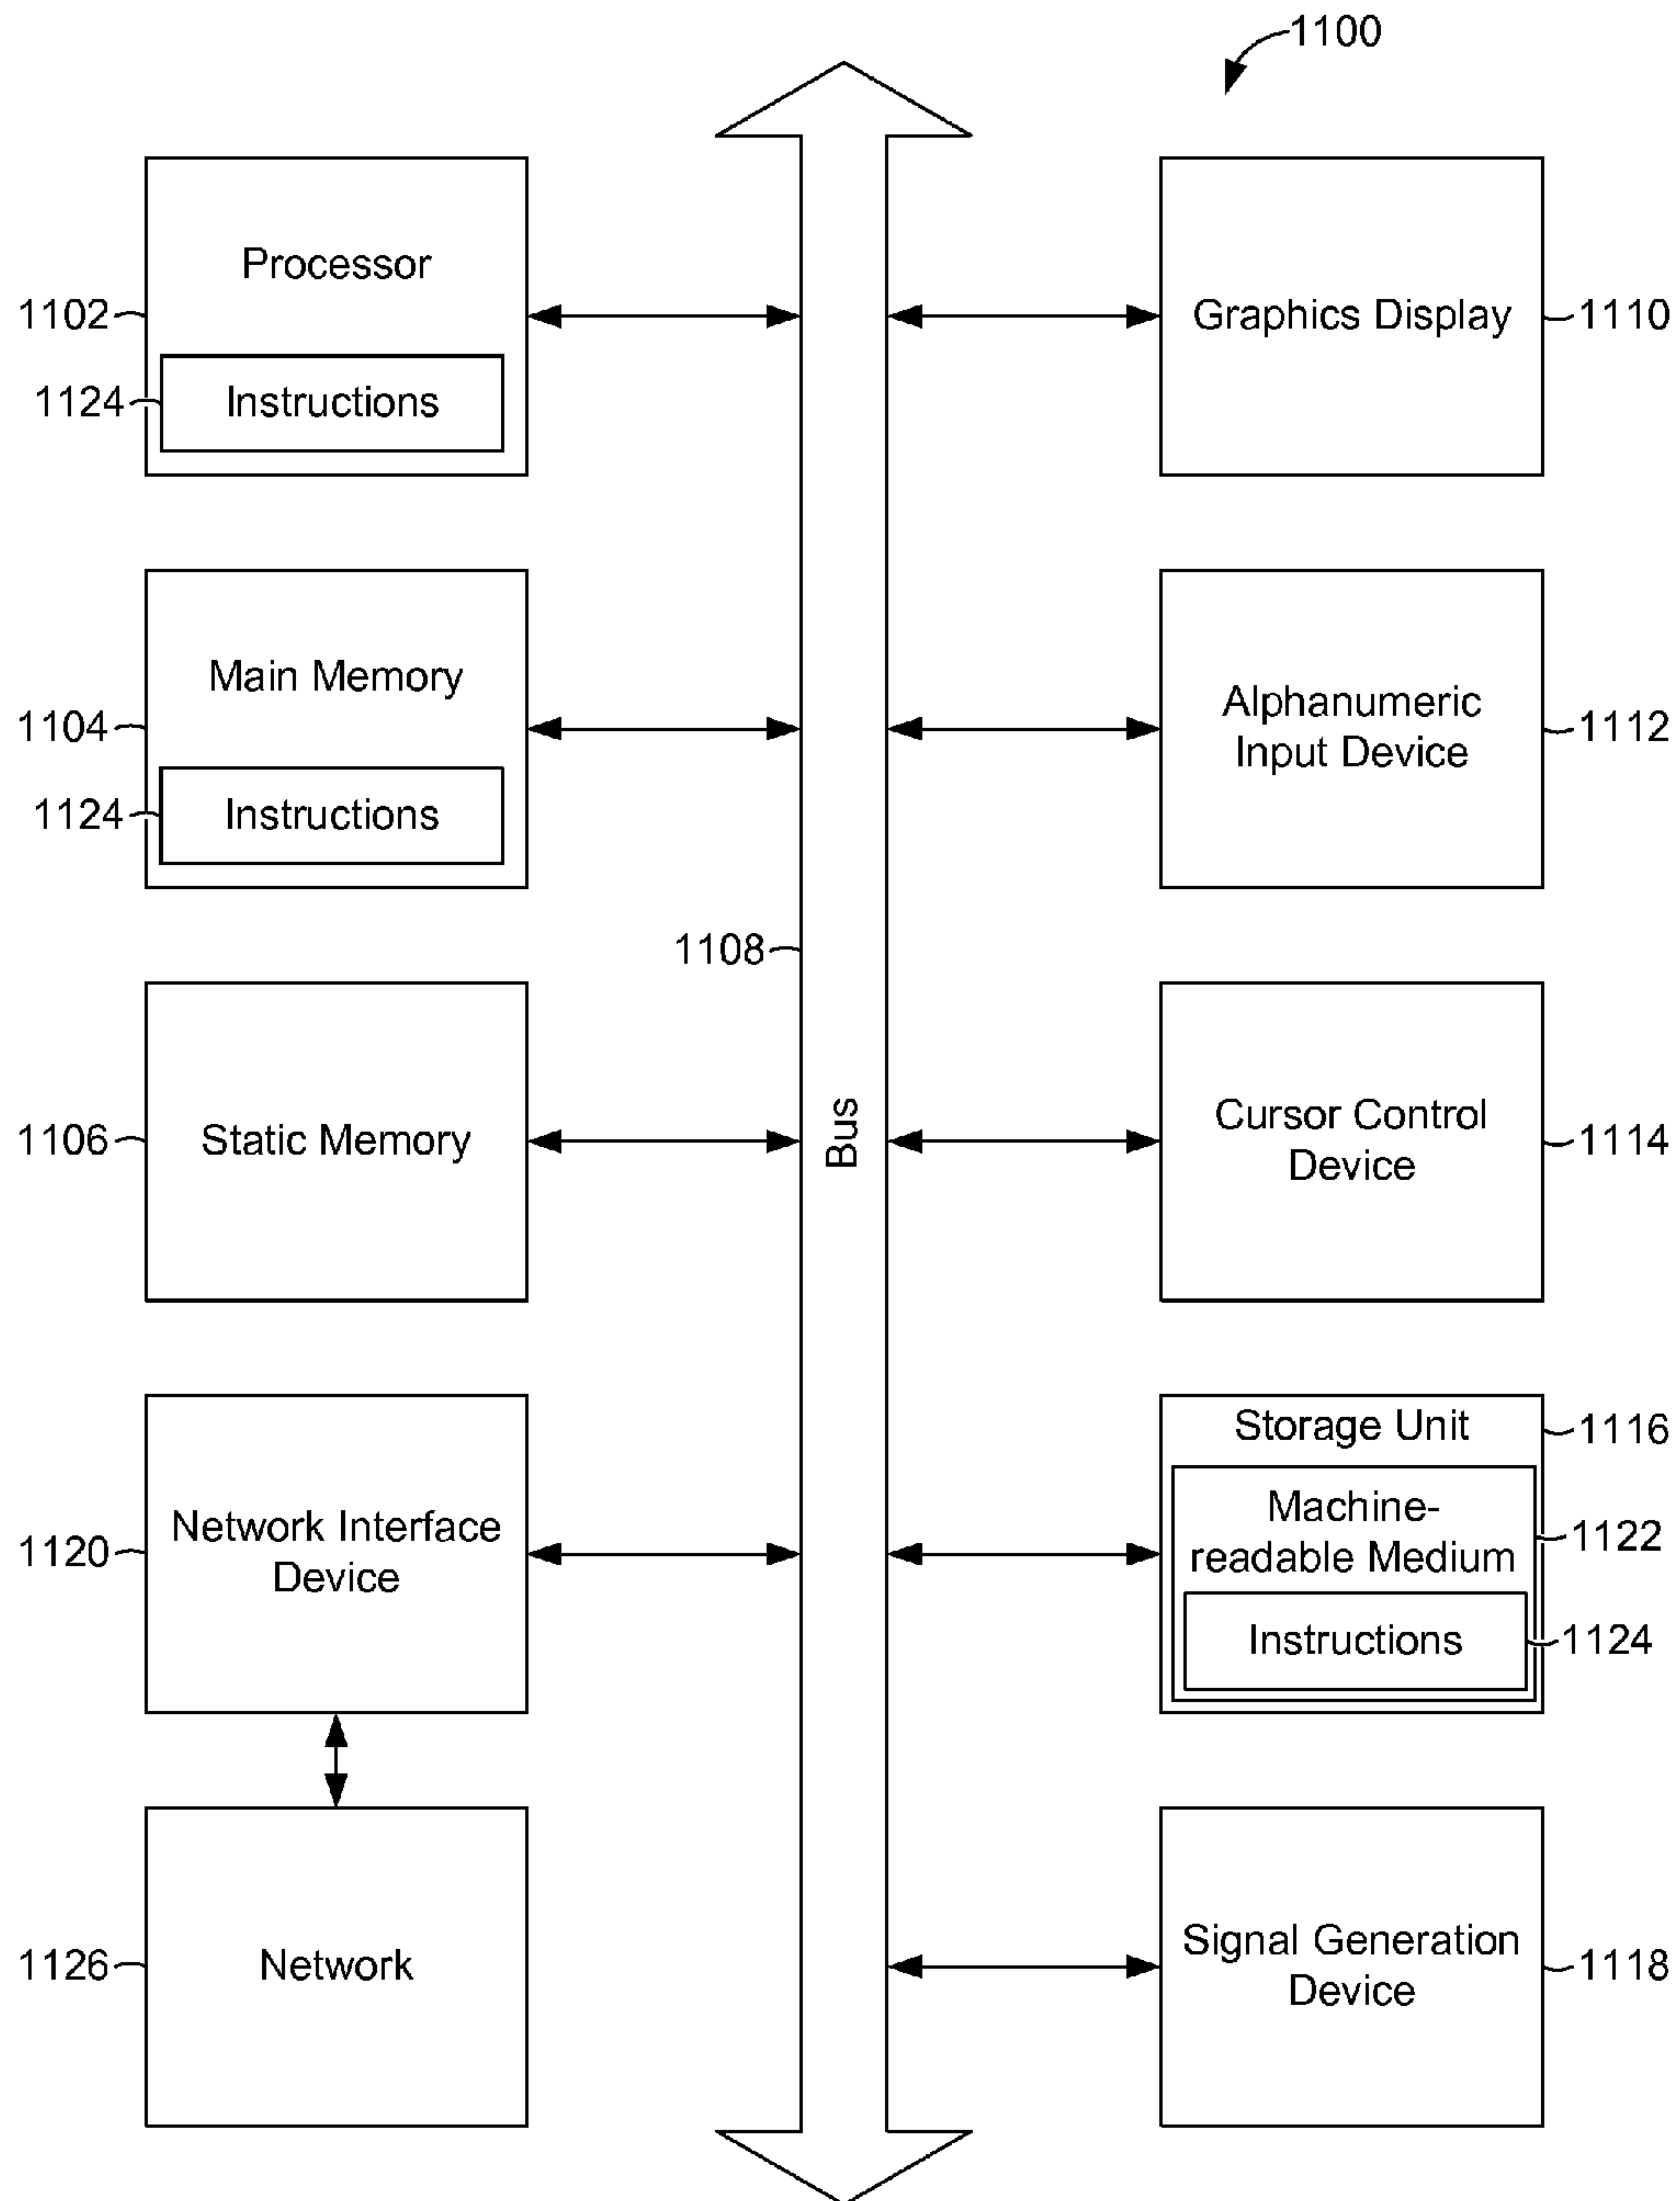 1100
Processor
1102
1124
Instructions
Graphics Display
1110
Main Memory
1104
1124
Instructions
Alphanumeric
Input Device
1112
1108
Bus
Static Memory
1106
Cursor Control
Device
1114
Network Interface
Device
1120
Storage Unit
1116
Machine-
readable Medium
1122
Instructions
1124
Network
1126
Signal Generation
Device
1118